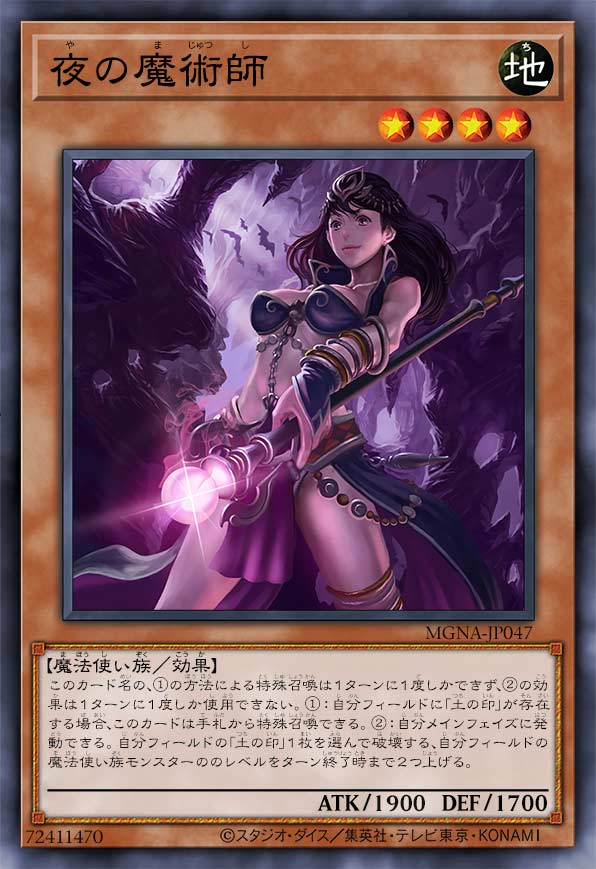 夜の魔術師
地
MGNA-JP047
【魔法使い族／効果】
このカード名の、①の方法による特殊召喚は1ターンに1度しかできず、②の効
果は1ターンに1度しか使用できない。①：自分フィールドに「土の印」が存在
する場合、このカードは手札から特殊召喚できる。②：自分メインフェイズに発
動できる。自分フィールドの「土の印」1枚を選んで破壊する、自分フィールドの
魔法使い族モンスターののレベルをターン終了時まで2つ上げる。
ATK/1900 DEF/1700
72411470 ©スタジオ・ダイス／集英社・テレビ東京・KONAMI